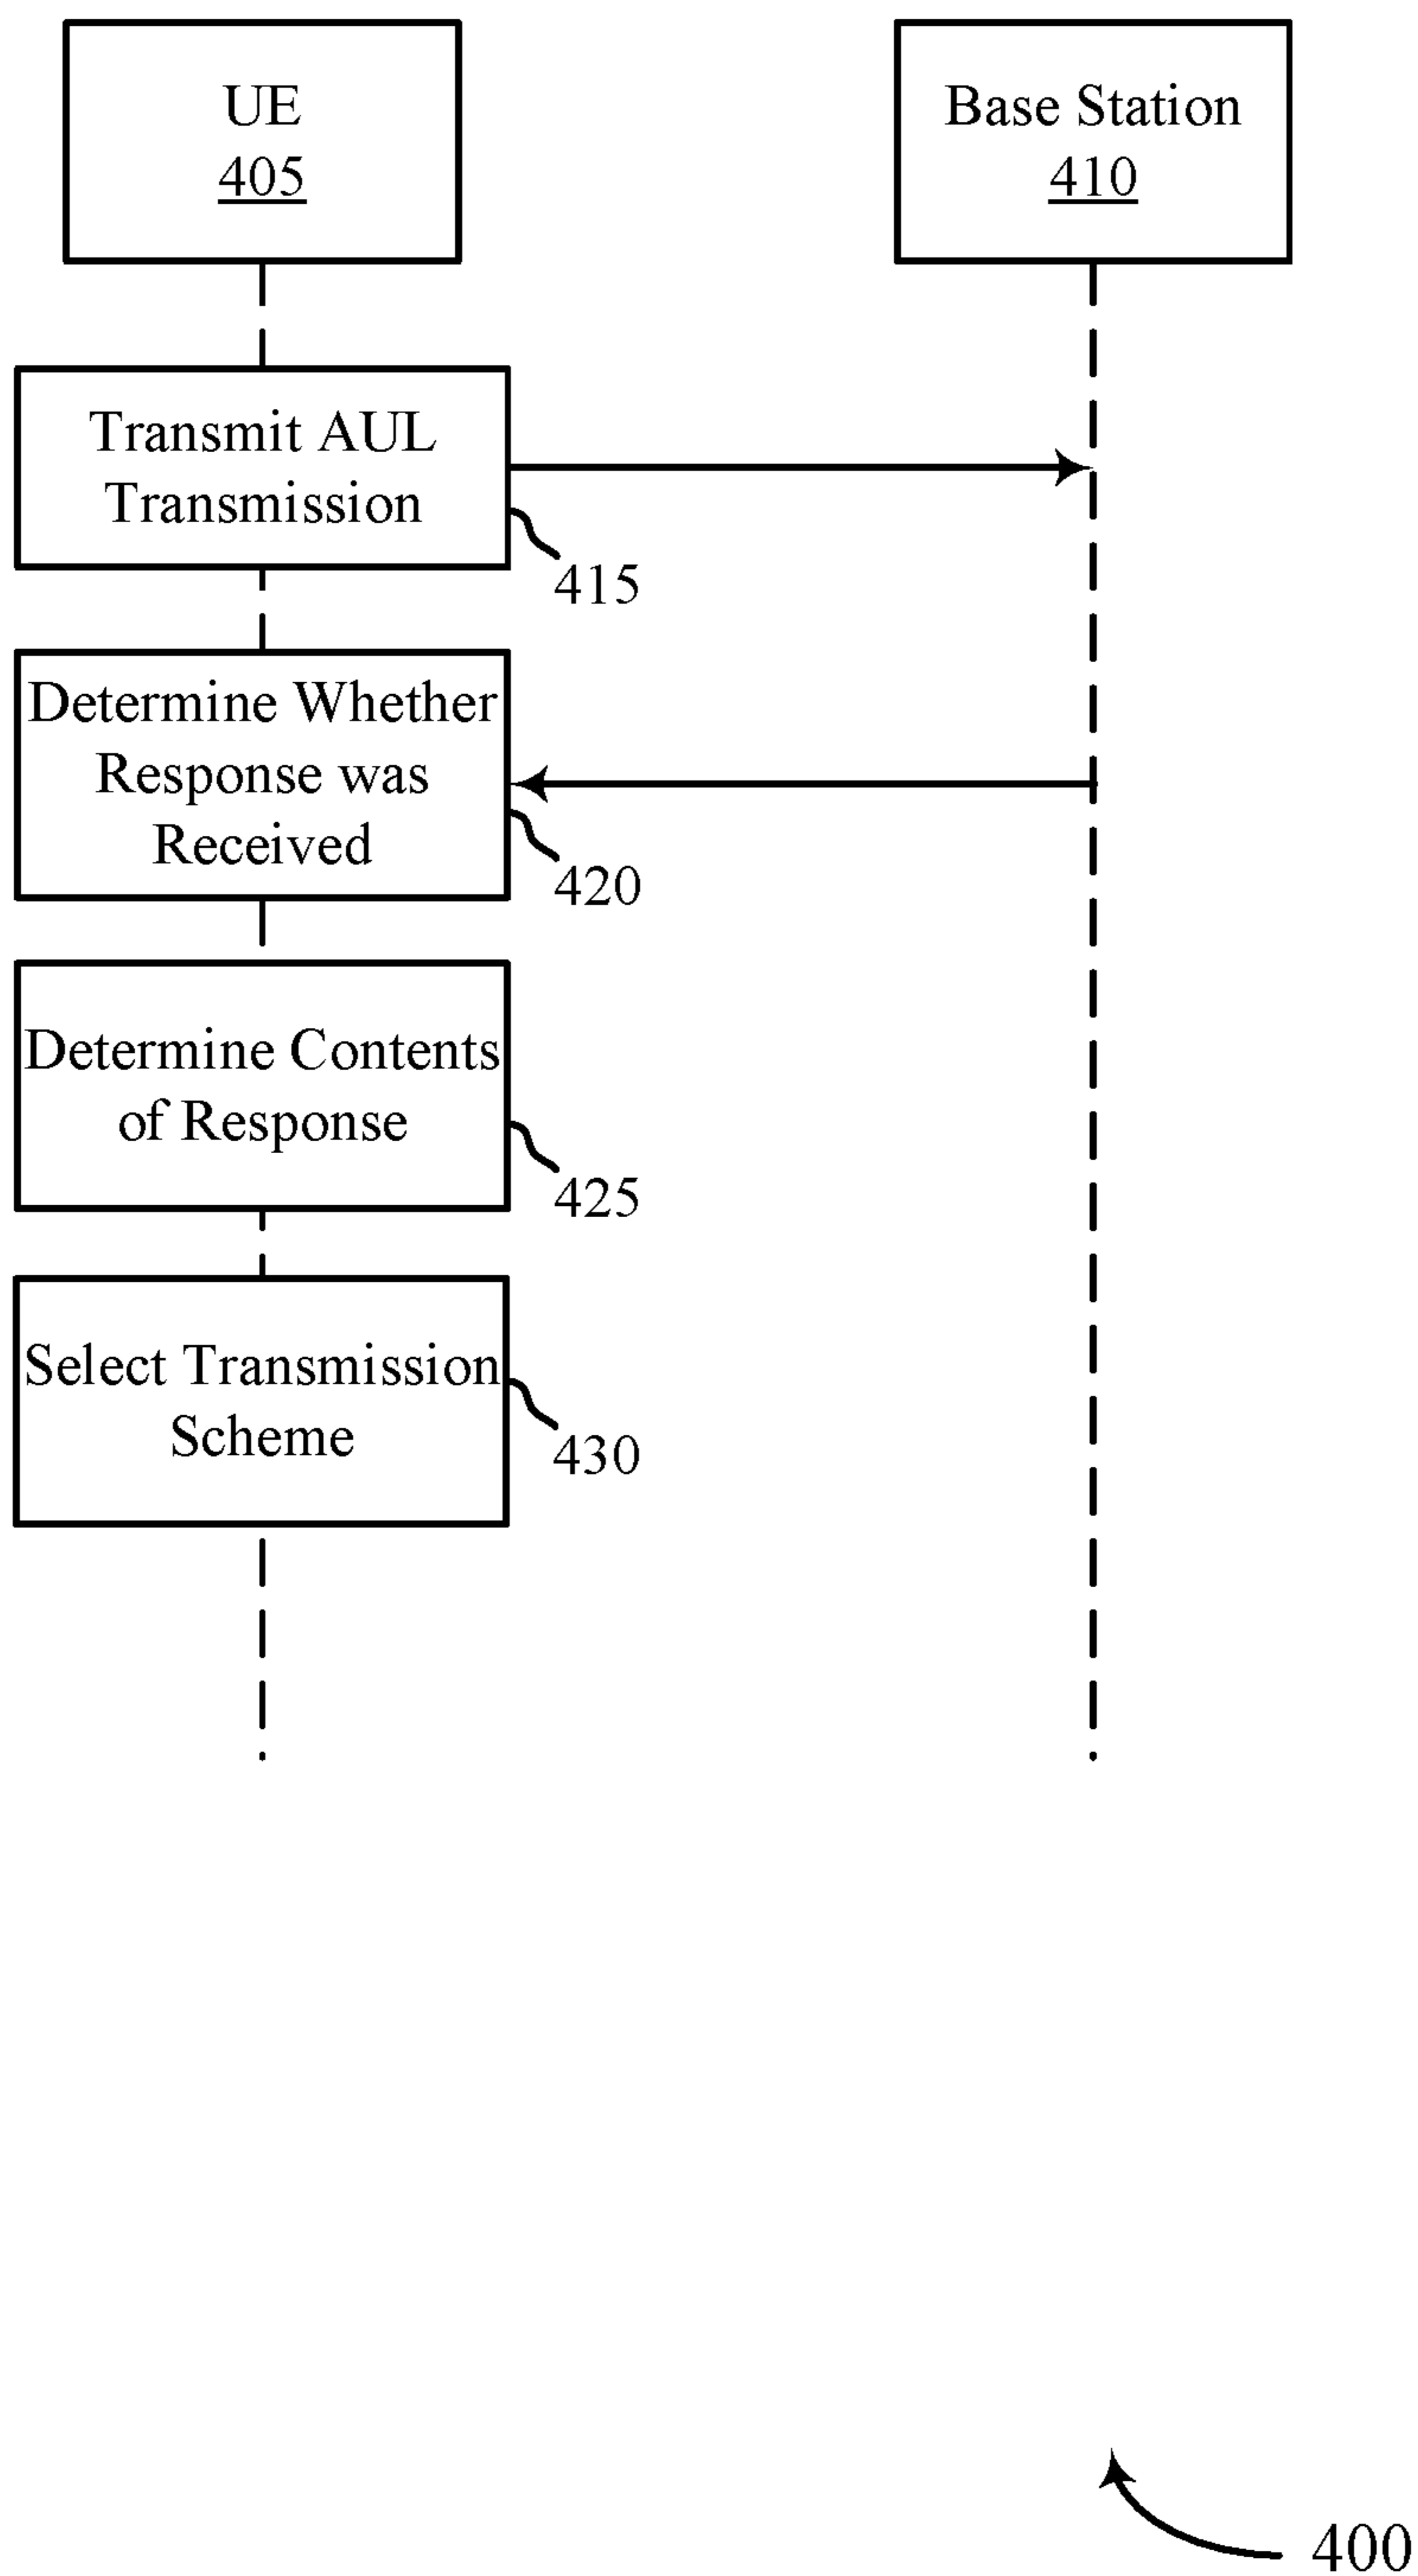 UE
405
Base Station
410
Transmit AUL
Transmission
415
Determine Whether
Response was
Received
420
Determine Contents
of Response
425
Select Transmission
Scheme
430
400